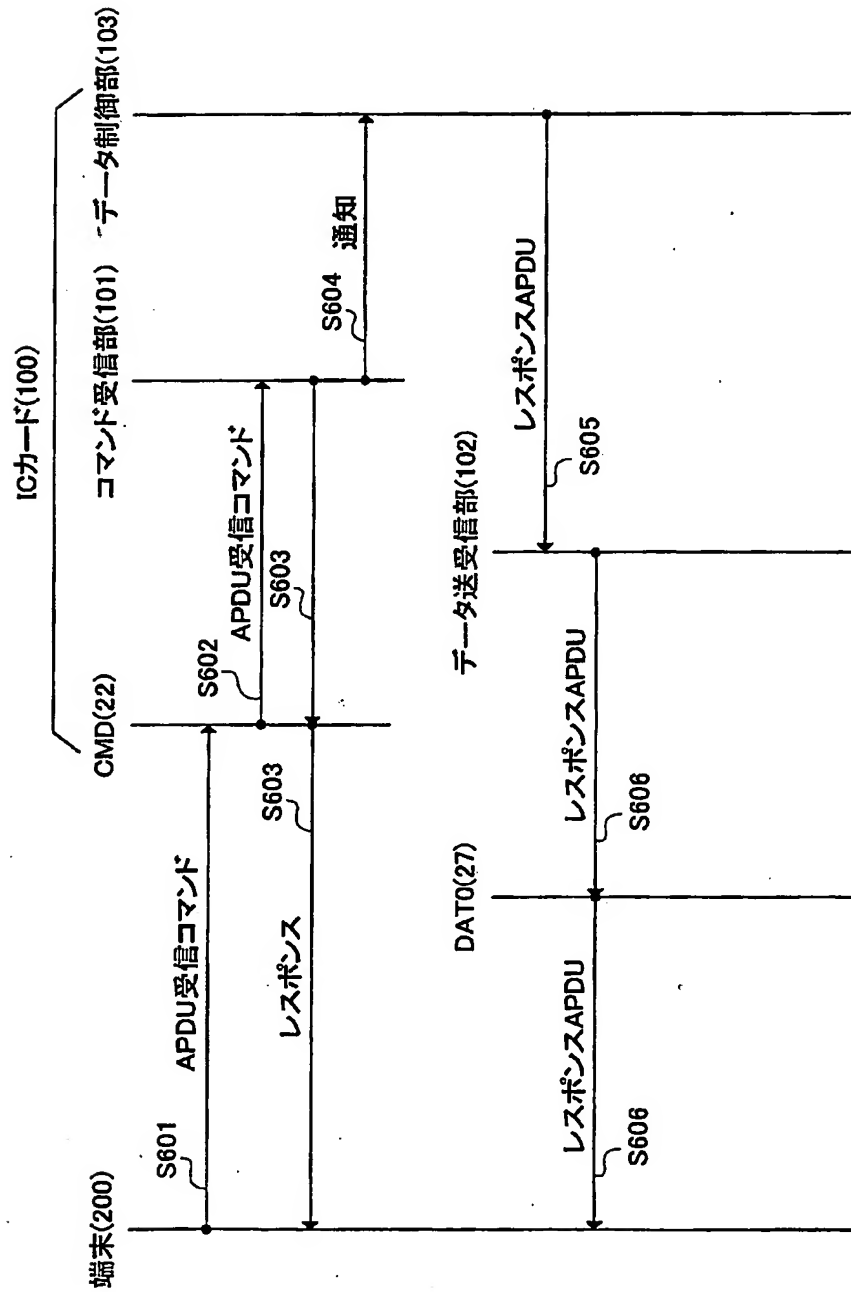 ICカード(100)
端末(200)
CMD(22)
コマンド受信部(101)
データ制御部(103)
S601
APDU受信コマンド
S602
APDU受信コマンド
S603
レスポンス
S603
S604
通知
DAT0(27)
データ送受信部(102)
レスポンスAPDU
S605
レスポンスAPDU
S606
レスポンスAPDU
S606